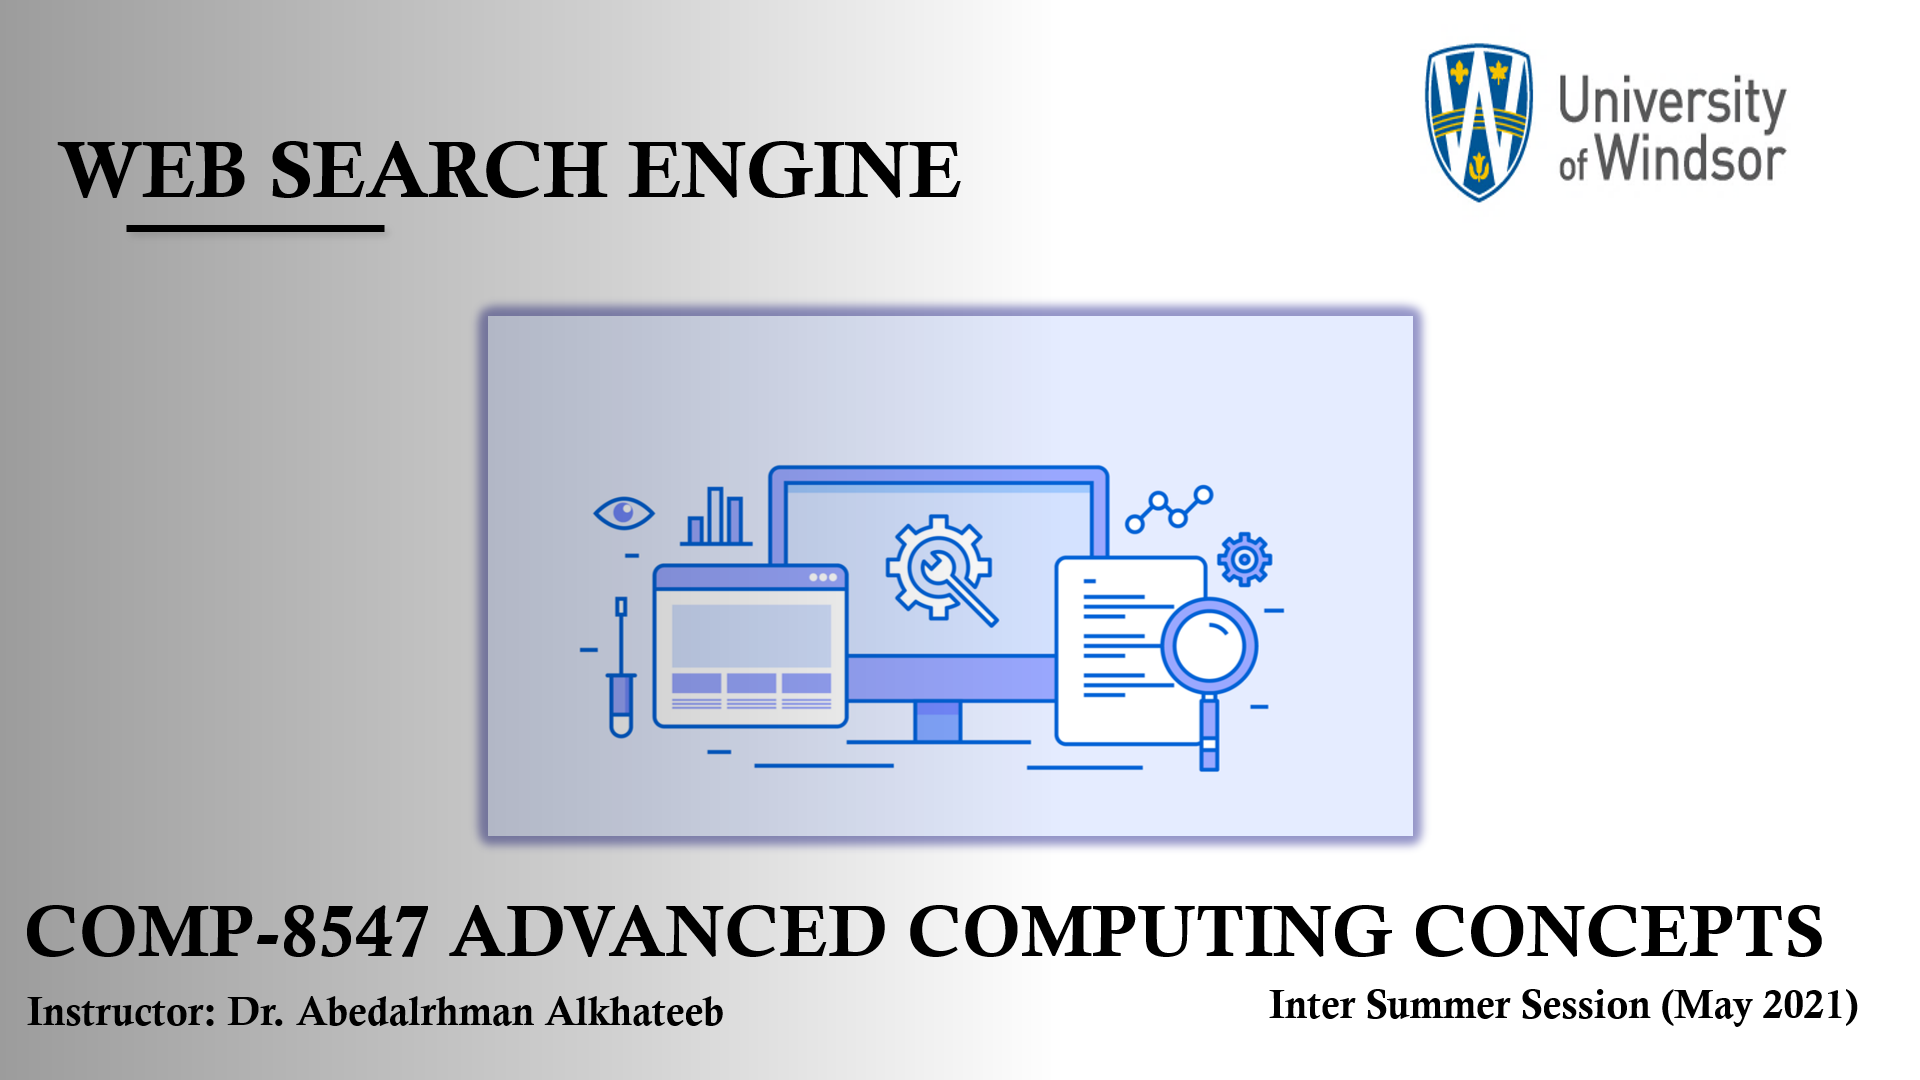 WEB SEARCH ENGINE
University
of Windsor
COMP-8547 ADVANCED COMPUTING CONCEPTS
Instructor: Dr. Abedalrhman Alkhateeb
Inter Summer Session (May 2021)